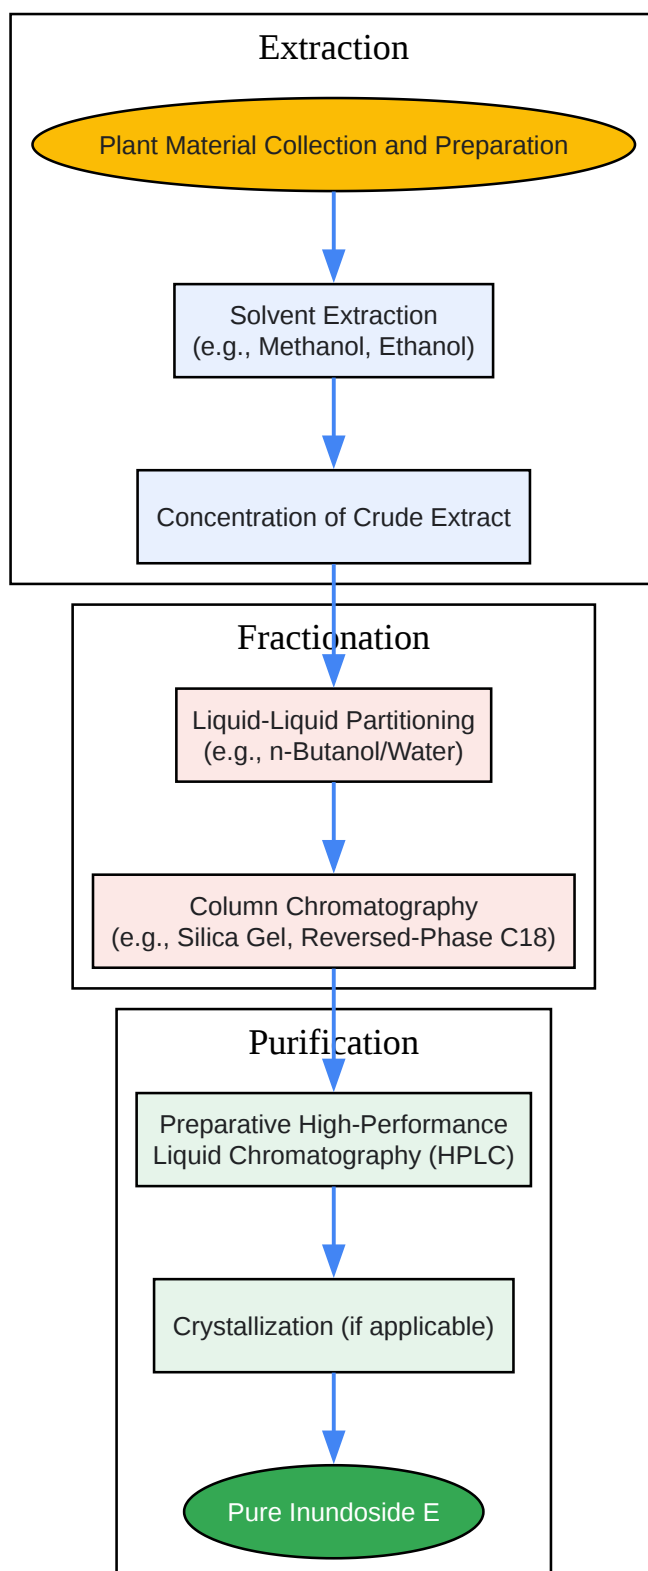 Extraction
Plant Material Collection and Preparation
Solvent Extraction
(e.g., Methanol, Ethanol)
Concentration of Crude Extract
Fractionation
Liquid-Liquid Partitioning
(e.g., n-Butanol/Water)
Column Chromatography
(e.g., Silica Gel, Reversed-Phase C18)
Purification
Preparative High-Performance
Liquid Chromatography (HPLC)
Crystallization (if applicable)
Pure Inundoside E